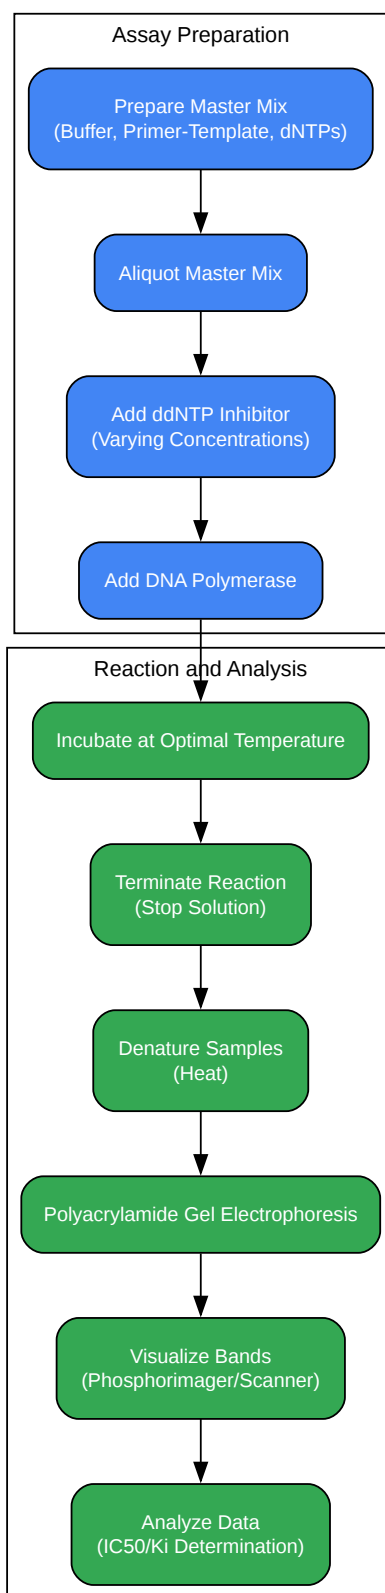 Assay Preparation
Prepare Master Mix
(Buffer, Primer-Template, dNTPs)
Aliquot Master Mix
Add ddNTP Inhibitor
(Varying Concentrations)
Add DNA Polymerase
Reaction and Analysis
Incubate at Optimal Temperature
Terminate Reaction
(Stop Solution)
Denature Samples
(Heat)
Polyacrylamide Gel Electrophoresis
Visualize Bands
(Phosphorimager/Scanner)
Analyze Data
(IC50/Ki Determination)